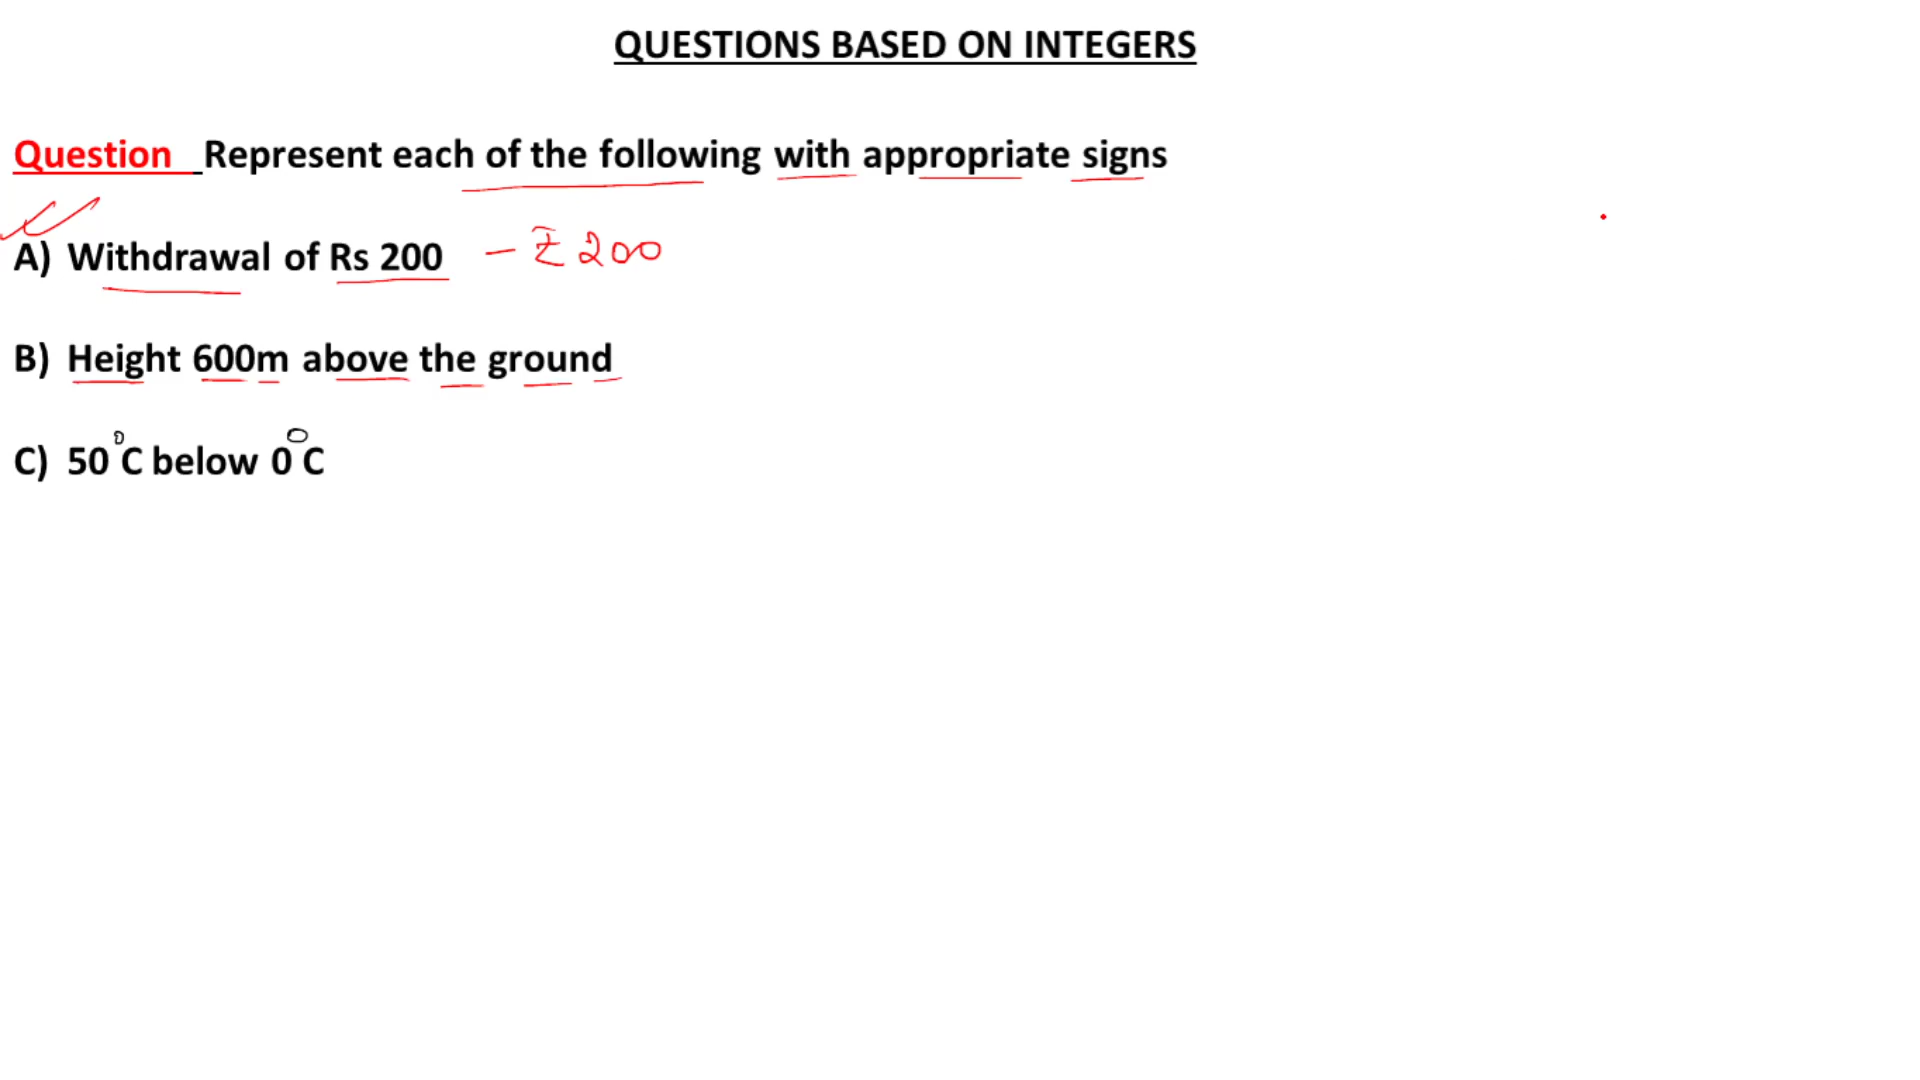 QUESTIONS BASED ON INTEGERS
Question Represent each of the following with appropriate signs
A) Withdrawal of Rs 200 - ₹ 200
B) Height 600m above the ground
C) 50°C below 0°C